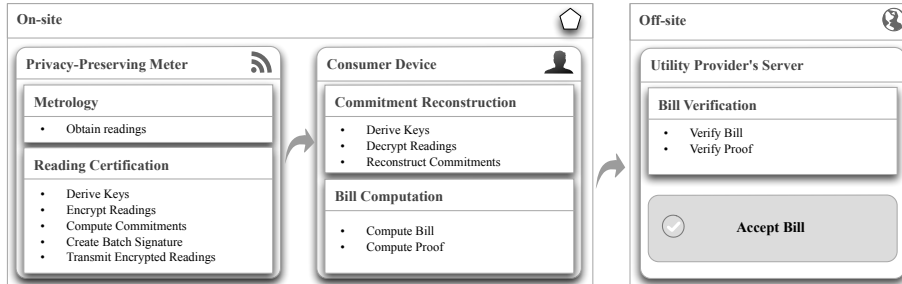 On-site
Privacy-Preserving Meter
Metrology
• Obtain readings
Reading Certification
• Derive Keys
• Encrypt Readings
• Compute Commitments
• Create Batch Signature
• Transmit Encrypted Readings
Consumer Device
Commitment Reconstruction
• Derive Keys
• Decrypt Readings
• Reconstruct Commitments
Bill Computation
• Compute Bill
• Compute Proof
Off-site
Utility Provider's Server
Bill Verification
• Verify Bill
• Verify Proof
Accept Bill